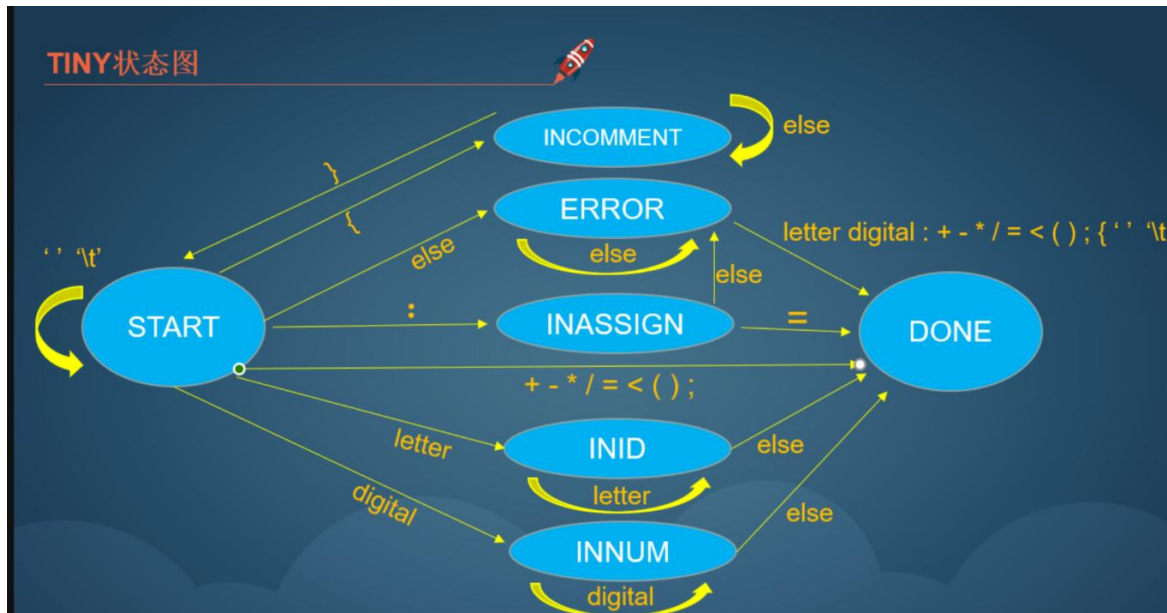 TINY状态图
INCOMMENT
else
}
{
ERROR
else
else
letter digital : + - * / = < ( ) ; { ‘ ’ ‘\t
‘ ’ ‘\t’
START
:
INASSIGN
else
=
DONE
+ - * / = < ( ) ;
letter
INID
else
letter
digital
INNUM
else
digital